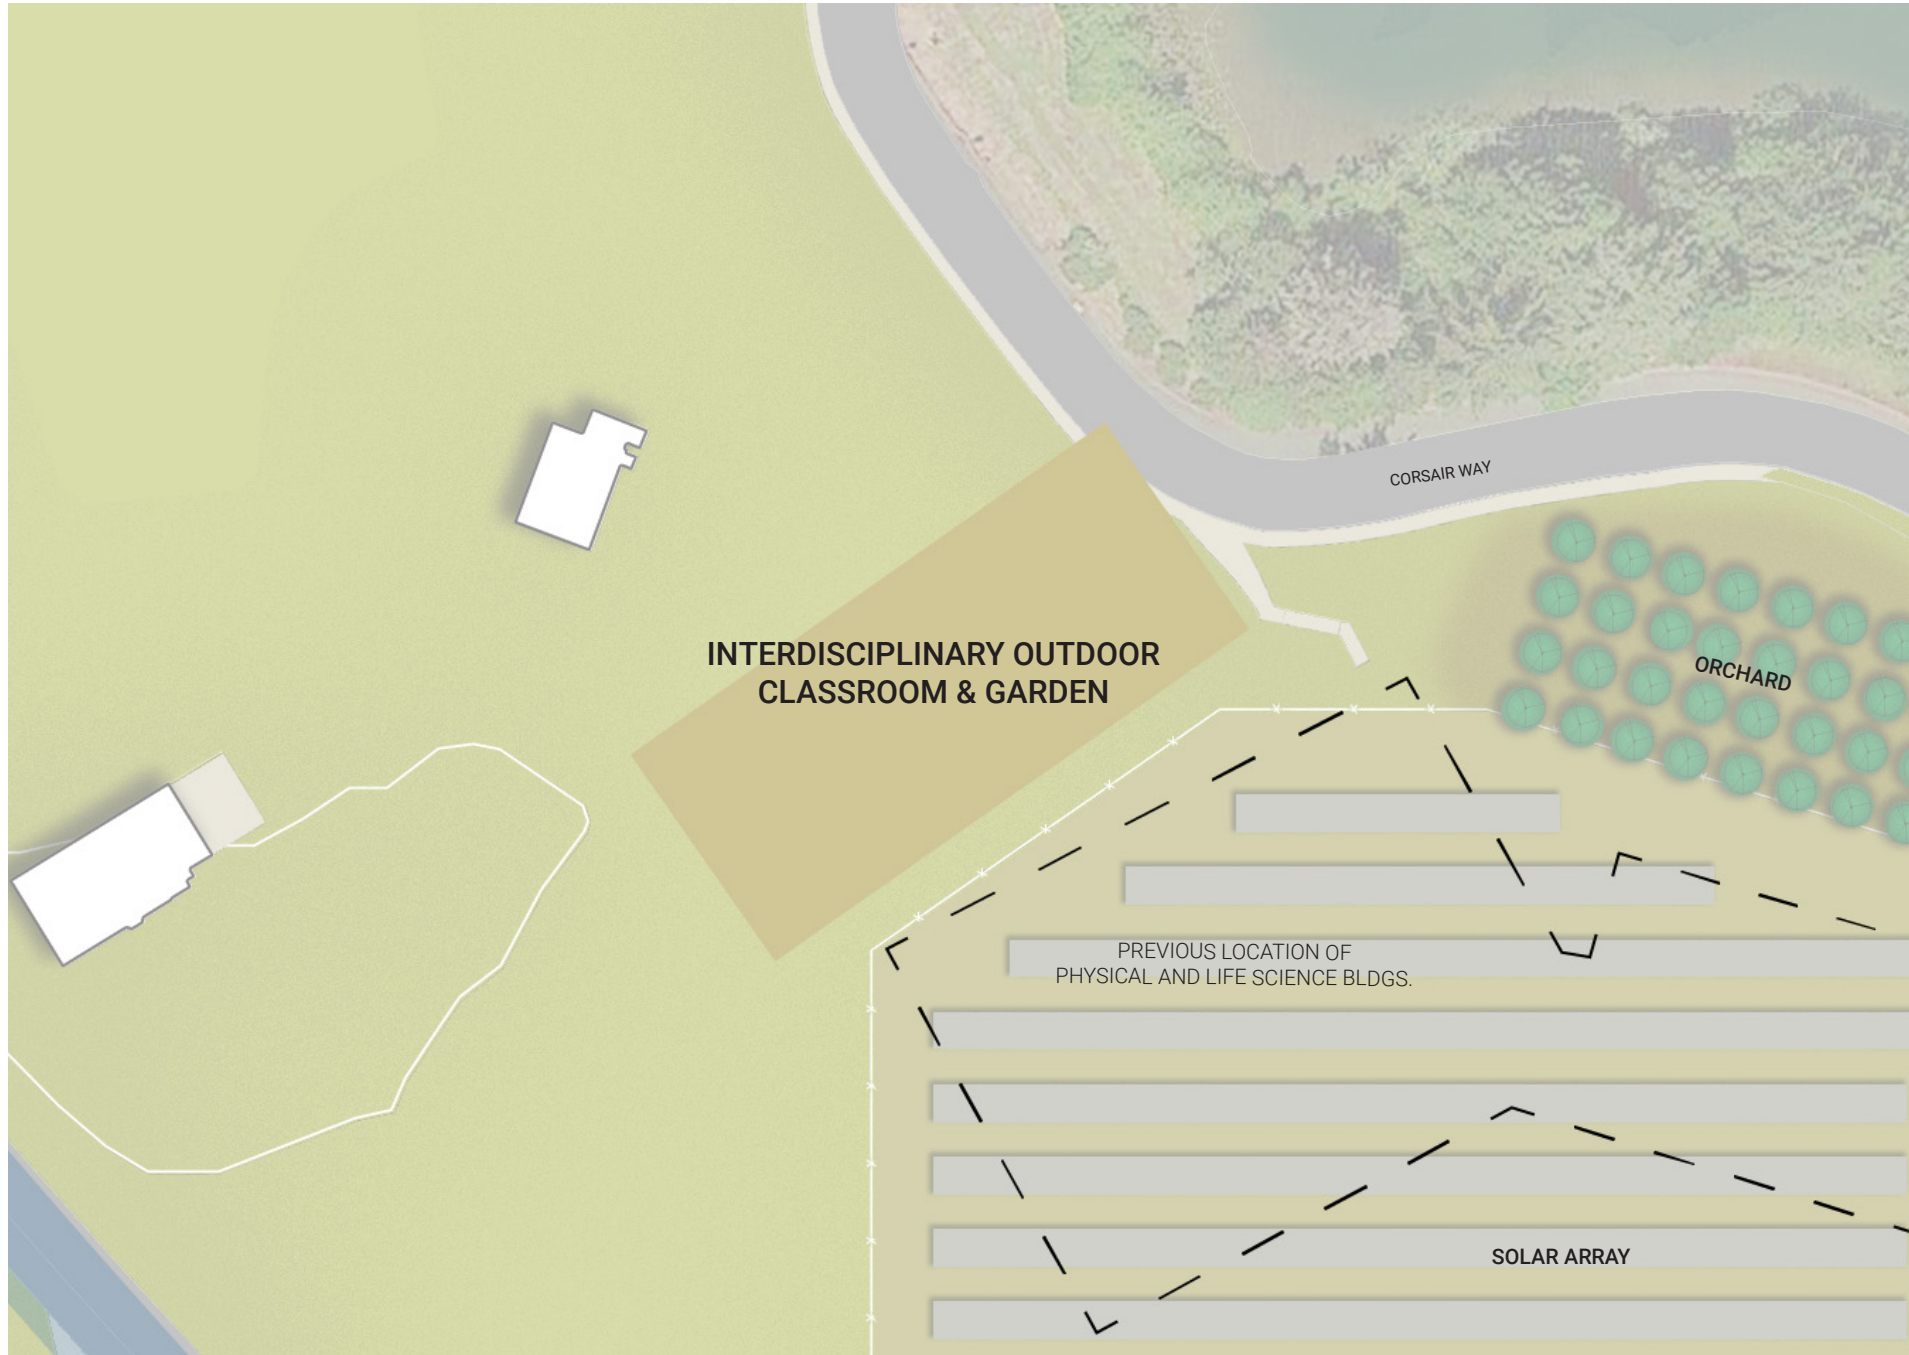 CORSAIR WAY
INTERDISCIPLINARY OUTDOOR
CLASSROOM & GARDEN
ORCHARD
PREVIOUS LOCATION OF
PHYSICAL AND LIFE SCIENCE BLDGS.
SOLAR ARRAY